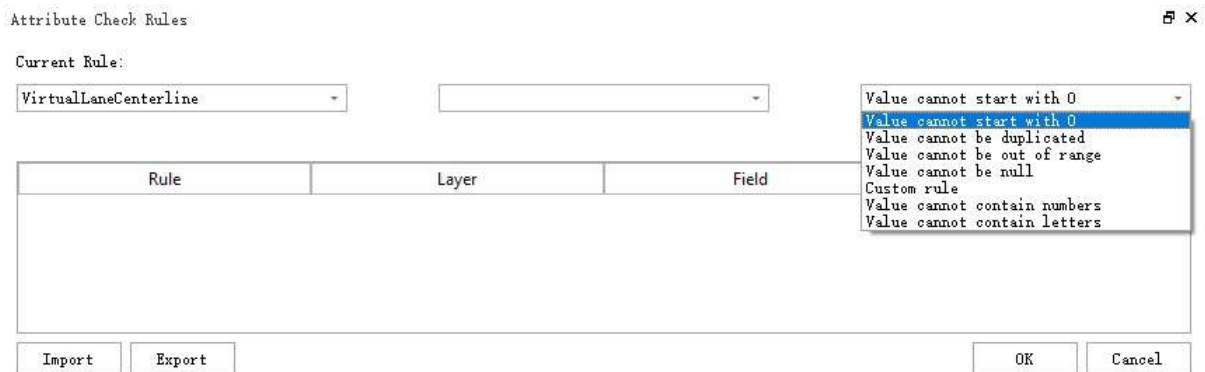 Attribute Check Rules
Current Rule:
VirtualLaneCenterline
Value cannot start with 0
Value cannot start with 0
Value cannot be duplicated
Value cannot be out of range
Value cannot be null
Custom rule
Value cannot contain numbers
Value cannot contain letters
Rule Layer Field
Import Export OK Cancel